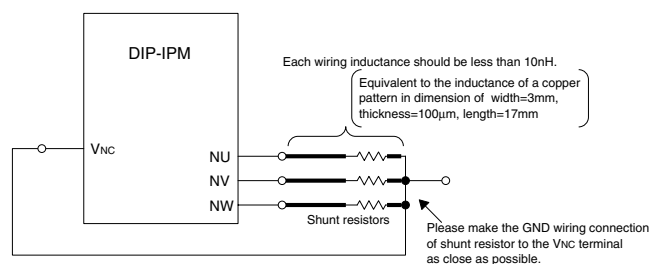 DIP-IPM
Each wiring inductance should be less than 10nH.
Equivalent to the inductance of a copper
pattern in dimension of width=3mm,
thickness=100μm, length=17mm
VNC
NU
NV
NW
Shunt resistors
Please make the GND wiring connection
of shunt resistor to the VNC terminal
as close as possible.